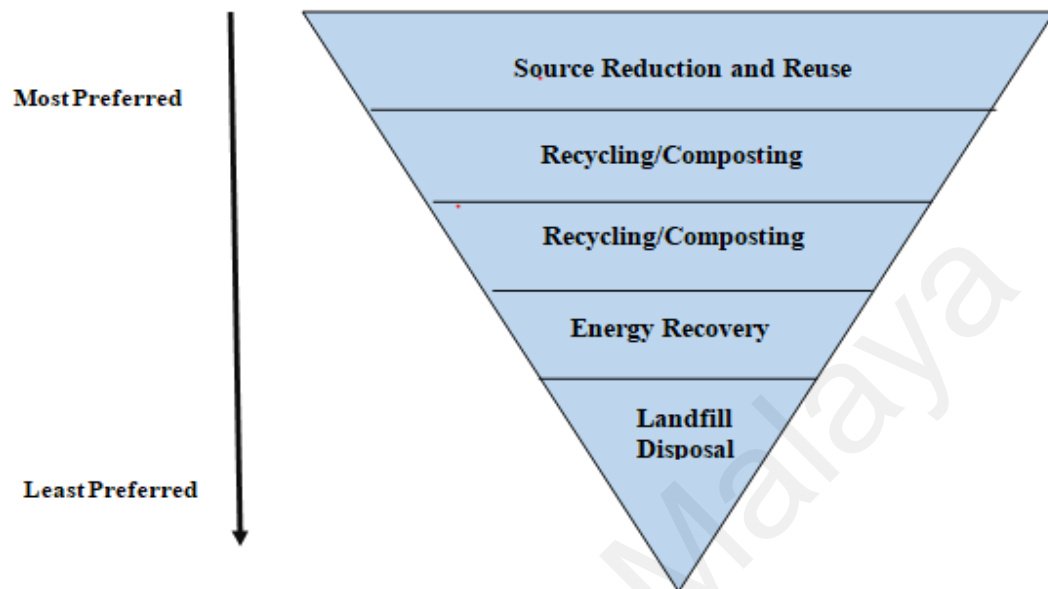 Source Reduction and Reuse
Most Preferred
Recycling/Composting
Recycling/Composting
Energy Recovery
Landfill
Disposal
Least Preferred
Malaya